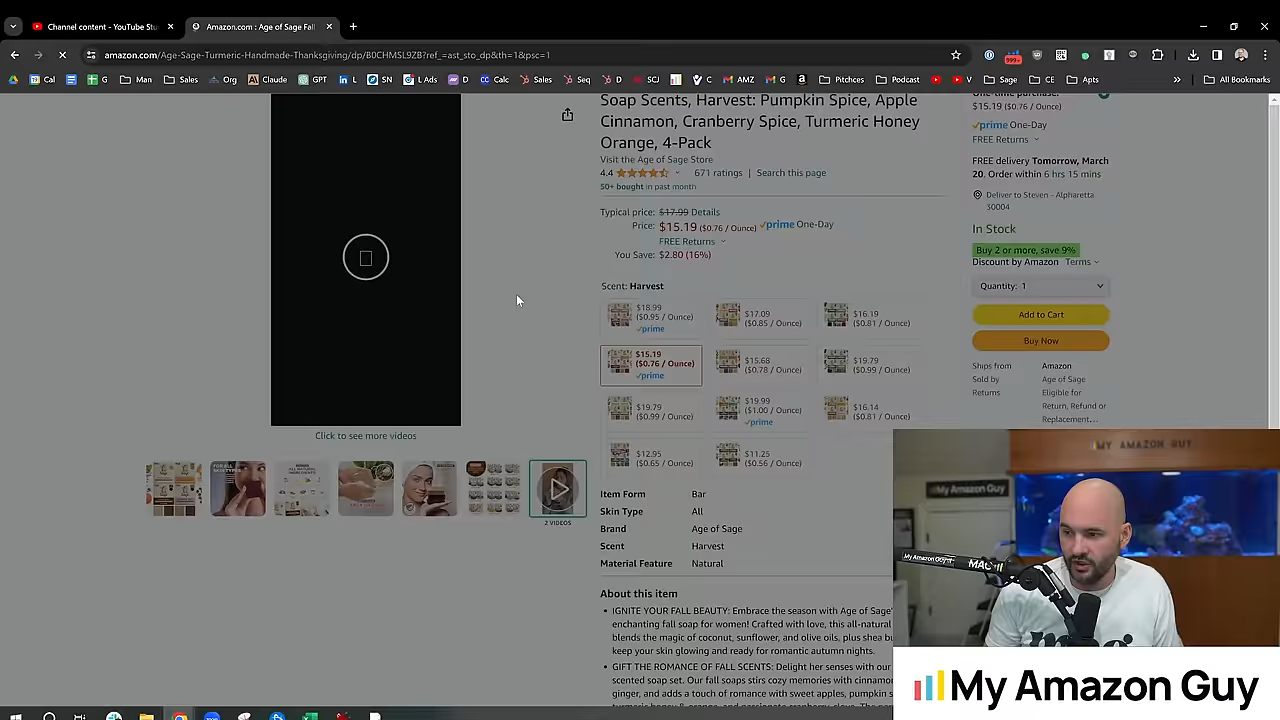 Channel content - YouTube Stu
Amazon.com : Age of Sage Fall
amazon.com/Age-Sage-Turmeric-Handmade-Thanksgiving/dp/B0CHMSL9ZB?ref_=ast_sto_dp&th=1&psc=1
999+
Cal
G
Man
Sales
Org
Claude
GPT
L
SN
L Ads
D
Calc
Sales
Seq
D
SCJ
C
AMZ
G
Pitchces
Podcast
V
Sage
CE
Apts
All Bookmarks
Soap Scents, Harvest: Pumpkin Spice, Apple
Cinnamon, Cranberry Spice, Turmeric Honey
Orange, 4-Pack
Visit the Age of Sage Store
4.4 671 ratings | Search this page
50+ bought in past month
Typical price: $17.99 Details
Price: $15.19 ($0.76 / Ounce) prime One-Day
FREE Returns
You Save: $2.80 (16%)
Scent: Harvest
$18.99
($0.95 / Ounce)
prime
$17.09
($0.85 / Ounce)
$16.19
($0.81 / Ounce)
$15.19
($0.76 / Ounce)
prime
$15.68
($0.78 / Ounce)
$19.79
($0.99 / Ounce)
$19.79
($0.99 / Ounce)
$19.99
($1.00 / Ounce)
prime
$16.14
($0.81 / Ounce)
$12.95
($0.65 / Ounce)
$11.25
($0.56 / Ounce)
Item Form Bar
Skin Type All
Brand Age of Sage
Scent Harvest
Material Feature Natural
About this item
• IGNITE YOUR FALL BEAUTY: Embrace the season with Age of Sage'
enchanting fall soap for women! Crafted with love, this all-natural
blends the magic of coconut, sunflower, and olive oils, plus shea b
keep your skin glowing and ready for romantic autumn nights.
• GIFT THE ROMANCE OF FALL SCENTS: Delight her senses with our
scented soap set. Our fall soaps stirs cozy memories with cinnamon
ginger, and adds a touch of romance with sweet apples, pumpkin s
Click to see more videos
FOR ALL
SKIN TYPES
2 VIDEOS
One-time purchase:
$15.19 ($0.76 / Ounce)
prime One-Day
FREE Returns
FREE delivery Tomorrow, March
20. Order within 6 hrs 15 mins
Deliver to Steven - Alpharetta
30004
In Stock
Buy 2 or more, save 9%
Discount by Amazon Terms
Quantity: 1
Add to Cart
Buy Now
Ships from Amazon
Sold by Age of Sage
Returns Eligible for
Return, Refund or
Replacement...
MY AMAZON GUY
My Amazon Guy
My Amazon Guy
My Amazon Guy